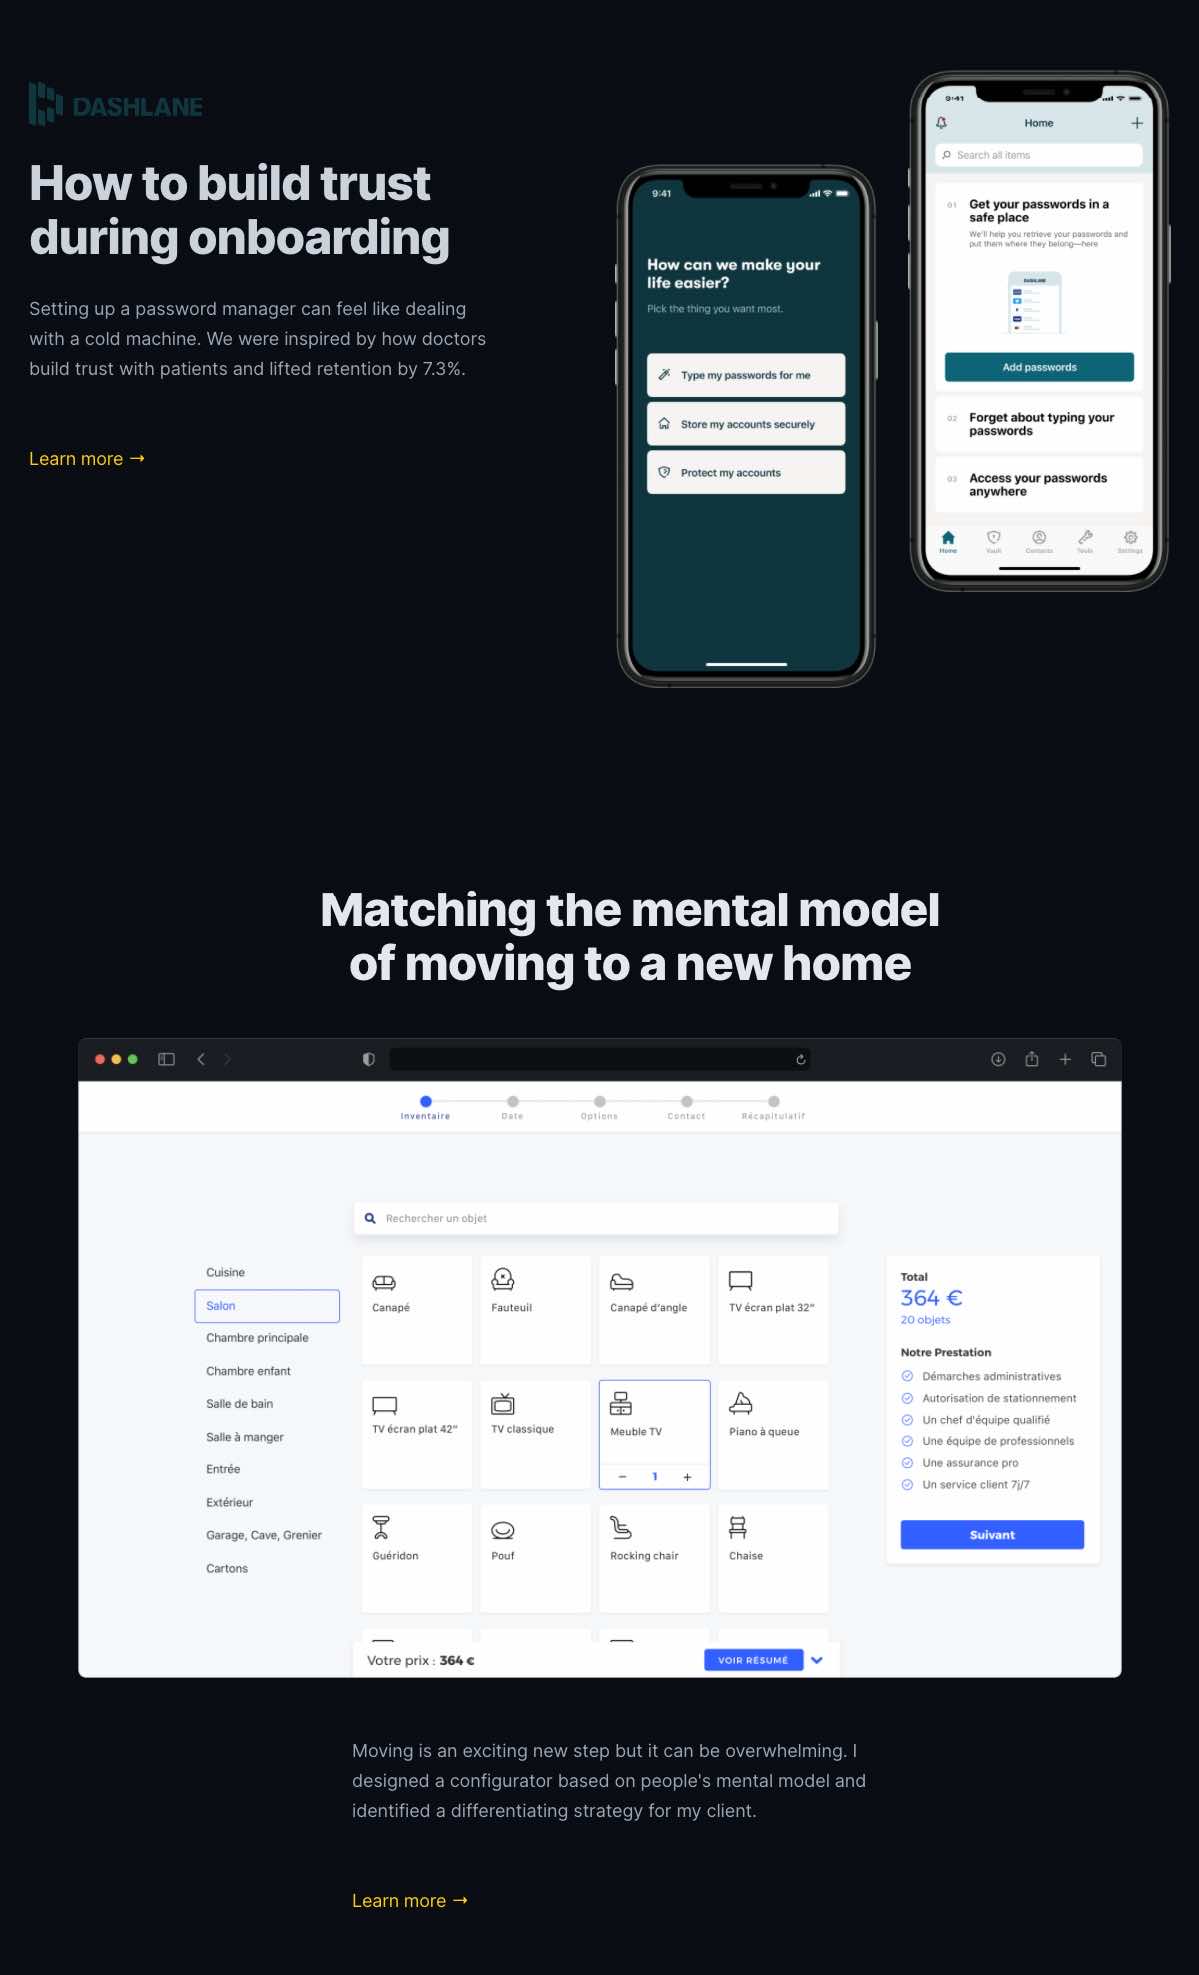 DASHLANE
How to build trust
during onboarding
Setting up a password manager can feel like dealing
with a cold machine. We were inspired by how doctors
build trust with patients and lifted retention by 7.3%.
Learn more →
9:41
How can we make your
life easier?
Pick the thing you want most.
Type my passwords for me
Store my accounts securely
Protect my accounts
9:41
Home
Search all items
01
Get your passwords in a
safe place
We'll help you retrieve your passwords and
put them where they belong—here
DASHLANE
Add passwords
02
Forget about typing your
passwords
03
Access your passwords
anywhere
Home Vault Contacts Tools Settings
Matching the mental model
of moving to a new home
Inventaire Date Options Contact Récapitulatif
Rechercher un objet
Cuisine
Salon
Chambre principale
Chambre enfant
Salle de bain
Salle à manger
Entrée
Extérieur
Garage, Cave, Grenier
Cartons
Canapé Fauteuil Canapé d'angle TV écran plat 32"
TV écran plat 42" TV classique Meuble TV Piano à queue
− 1 +
Guéridon Pouf Rocking chair Chaise
Votre prix : 364 €
VOIR RÉSUMÉ
Total
364 €
20 objets
Notre Prestation
Démarches administratives
Autorisation de stationnement
Un chef d'équipe qualifié
Une équipe de professionnels
Une assurance pro
Un service client 7j/7
Suivant
Moving is an exciting new step but it can be overwhelming. I
designed a configurator based on people's mental model and
identified a differentiating strategy for my client.
Learn more →